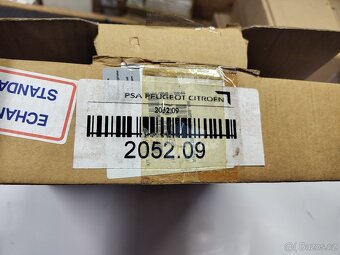 PSA PEUGEOT CITROËN
2052.09
2052.09
ECHAN
STANDA